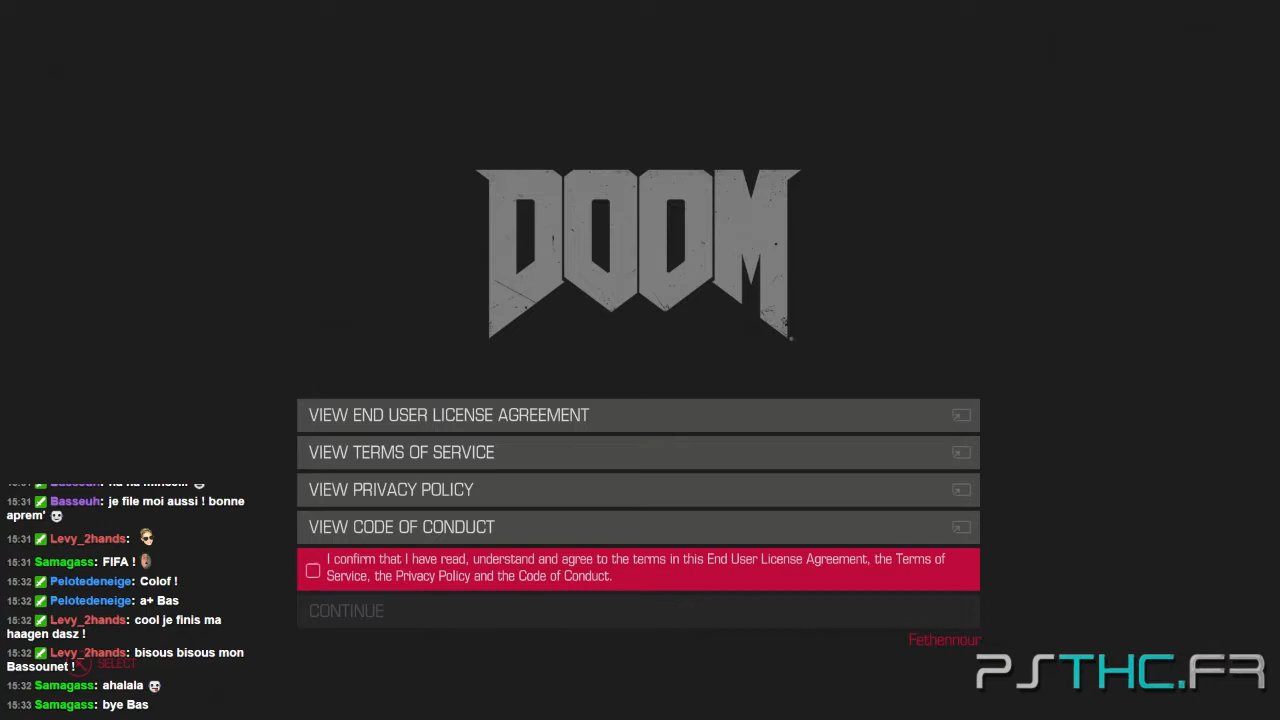 DOOM
VIEW END USER LICENSE AGREEMENT
VIEW TERMS OF SERVICE
VIEW PRIVACY POLICY
VIEW CODE OF CONDUCT
I confirm that I have read, understand and agree to the terms in this End User License Agreement, the Terms of
Service, the Privacy Policy and the Code of Conduct.
CONTINUE
Fethennour
SELECT
15:31 Basseuh: je file moi aussi ! bonne
aprem'
15:31 Levy_2hands:
15:31 Samagass: FIFA !
15:32 Pelotedeneige: Colof !
15:32 Pelotedeneige: a+ Bas
15:32 Levy_2hands: cool je finis ma
haagen dasz !
15:32 Levy_2hands: bisous bisous mon
Bassounet !
15:32 Samagass: ahalala
15:33 Samagass: bye Bas
PSTHC.FR